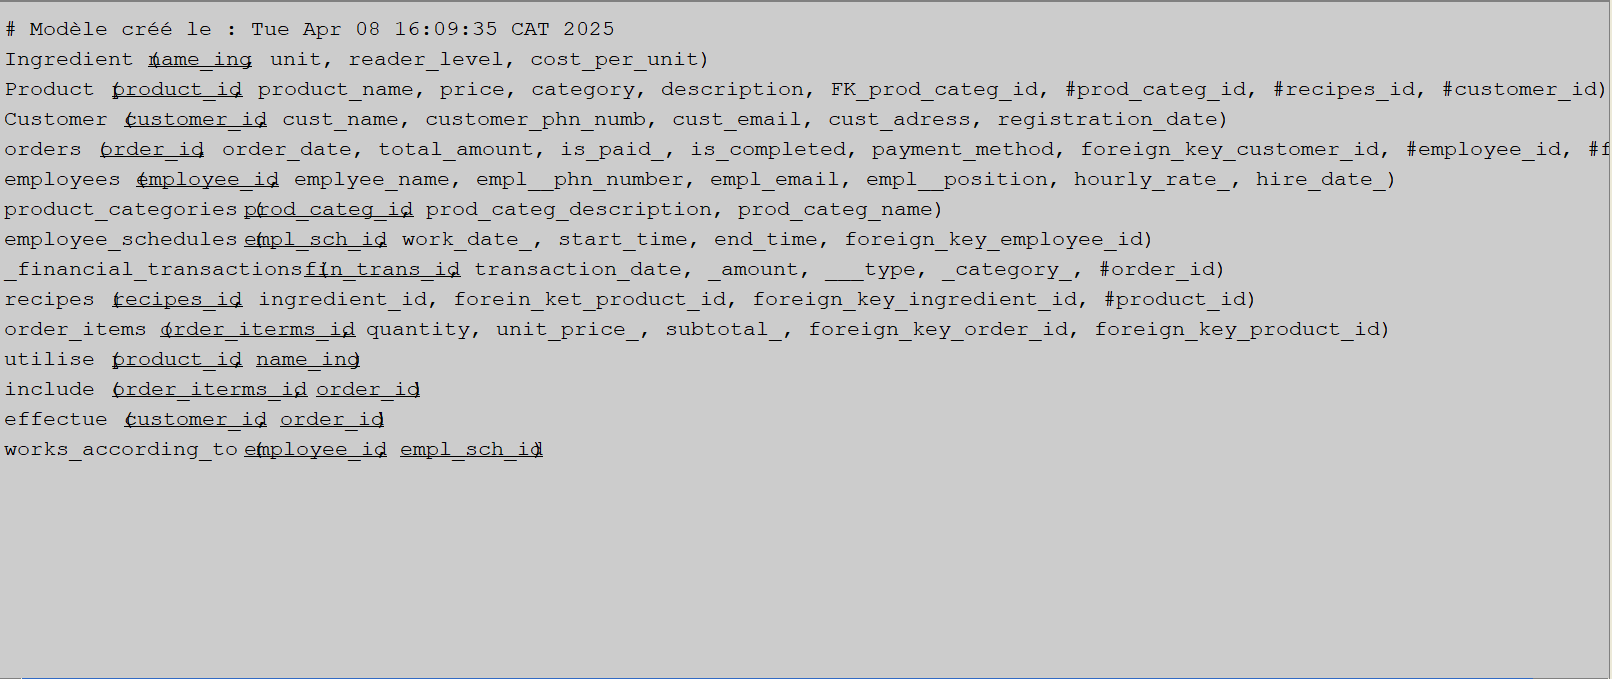 # Modèle créé le : Tue Apr 08 16:09:35 CAT 2025
Ingredient (name_ing, unit, reader_level, cost_per_unit)
Product (product_id, product_name, price, category, description, FK_prod_categ_id, #prod_categ_id, #recipes_id, #customer_id)
Customer (customer_id, cust_name, customer_phn_numb, cust_email, cust_adress, registration_date)
orders (order_id, order_date, total_amount, is_paid_, is_completed, payment_method, foreign_key_customer_id, #employee_id, #f
employees (employee_id, emplyee_name, empl__phn_number, empl_email, empl__position, hourly_rate_, hire_date_)
product_categories (prod_categ_id, prod_categ_description, prod_categ_name)
employee_schedules (empl_sch_id, work_date_, start_time, end_time, foreign_key_employee_id)
_financial_transactions (fin_trans_id, transaction_date, _amount, ___type, _category_, #order_id)
recipes (recipes_id, ingredient_id, forein_ket_product_id, foreign_key_ingredient_id, #product_id)
order_items (order_iterms_id, quantity, unit_price_, subtotal_, foreign_key_order_id, foreign_key_product_id)
utilise (product_id, name_ing)
include (order_iterms_id, order_id)
effectue (customer_id, order_id)
works_according_to (employee_id, empl_sch_id)